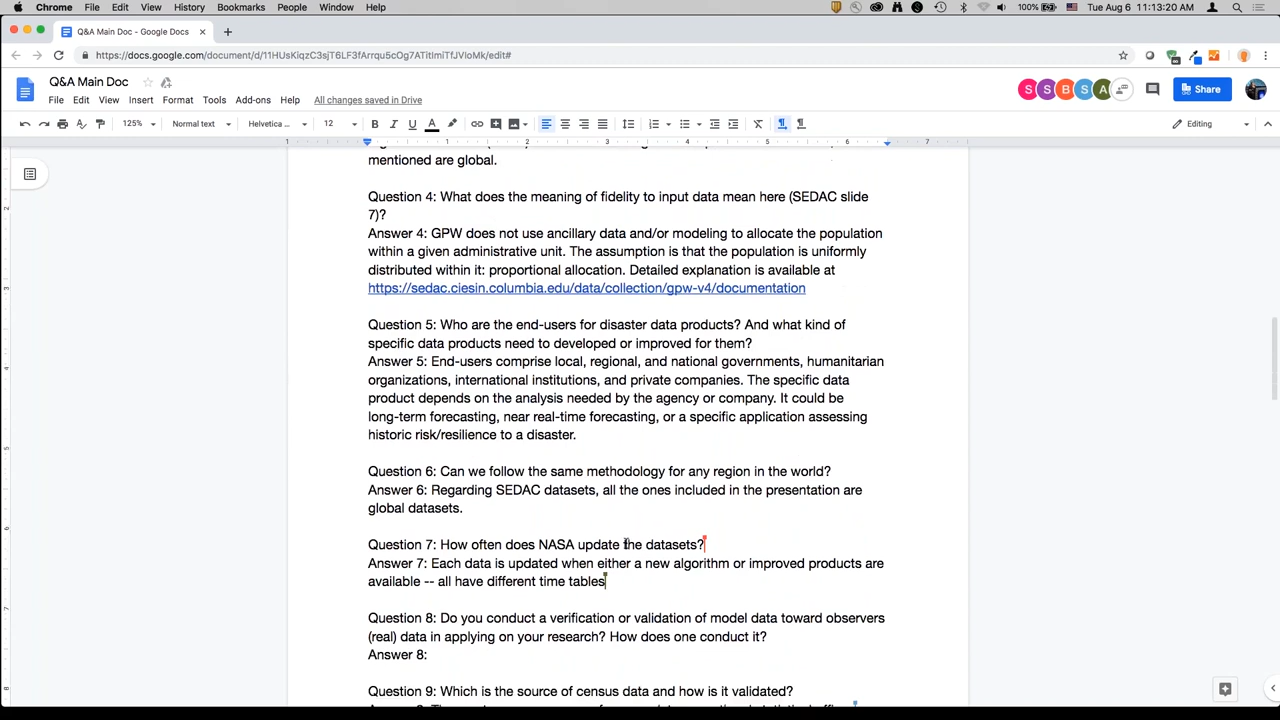 Chrome File Edit View History Bookmarks People Window Help 100% Tue Aug 6 11:13:20 AM
Q&A Main Doc - Google Docs
https://docs.google.com/document/d/11HUsKiqzC3sjT6LF3fArrqu5cOg7ATitImiTfJVloMk/edit#
Q&A Main Doc
File Edit View Insert Format Tools Add-ons Help All changes saved in Drive
S S B S A Share
125% Normal text Helvetica ... 12 B I U A Editing
1 1 2 3 4 5 6 7
mentioned are global.
Question 4: What does the meaning of fidelity to input data mean here (SEDAC slide
7)?
Answer 4: GPW does not use ancillary data and/or modeling to allocate the population
within a given administrative unit. The assumption is that the population is uniformly
distributed within it: proportional allocation. Detailed explanation is available at
https://sedac.ciesin.columbia.edu/data/collection/gpw-v4/documentation
Question 5: Who are the end-users for disaster data products? And what kind of
specific data products need to developed or improved for them?
Answer 5: End-users comprise local, regional, and national governments, humanitarian
organizations, international institutions, and private companies. The specific data
product depends on the analysis needed by the agency or company. It could be
long-term forecasting, near real-time forecasting, or a specific application assessing
historic risk/resilience to a disaster.
Question 6: Can we follow the same methodology for any region in the world?
Answer 6: Regarding SEDAC datasets, all the ones included in the presentation are
global datasets.
Question 7: How often does NASA update the datasets?
Answer 7: Each data is updated when either a new algorithm or improved products are
available -- all have different time tables
Question 8: Do you conduct a verification or validation of model data toward observers
(real) data in applying on your research? How does one conduct it?
Answer 8:
Question 9: Which is the source of census data and how is it validated?